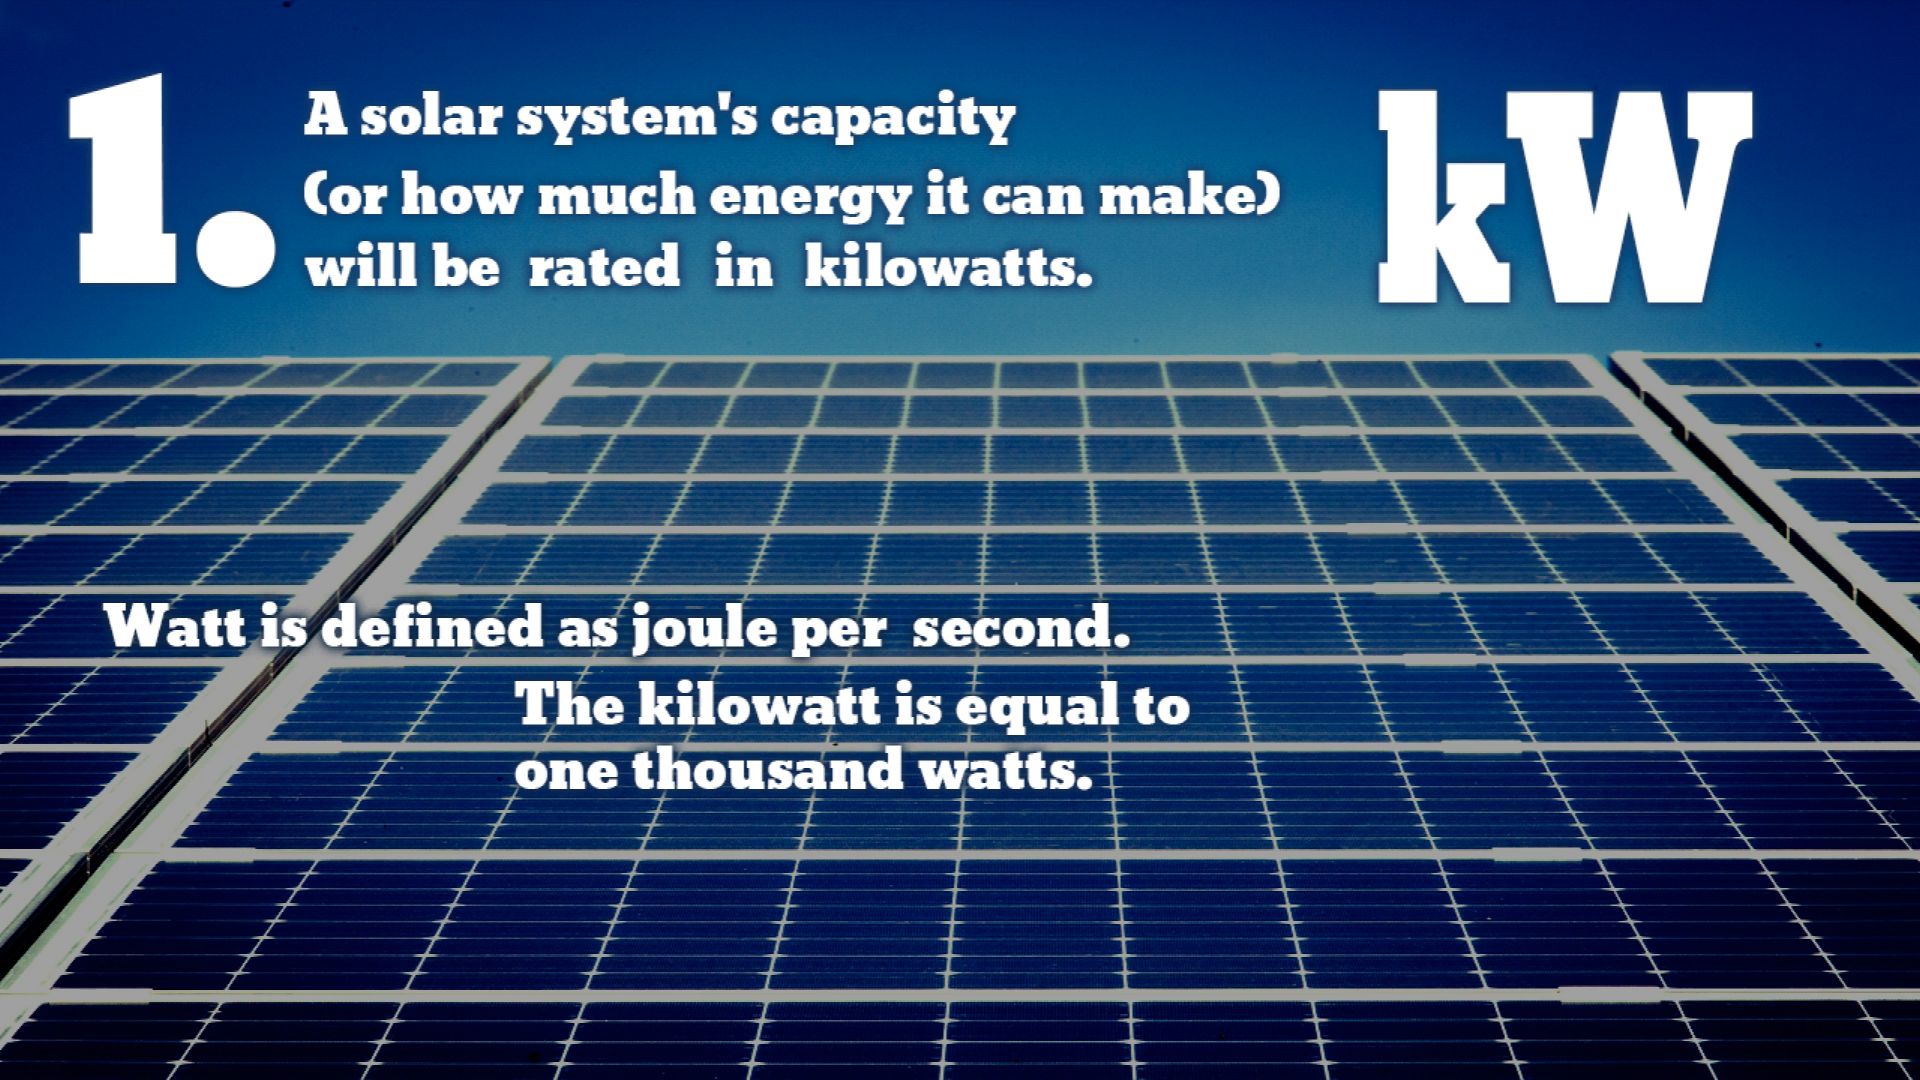 1.
A solar system's capacity
(or how much energy it can make)
will be rated in kilowatts.
kW
Watt is defined as joule per second.
The kilowatt is equal to
one thousand watts.